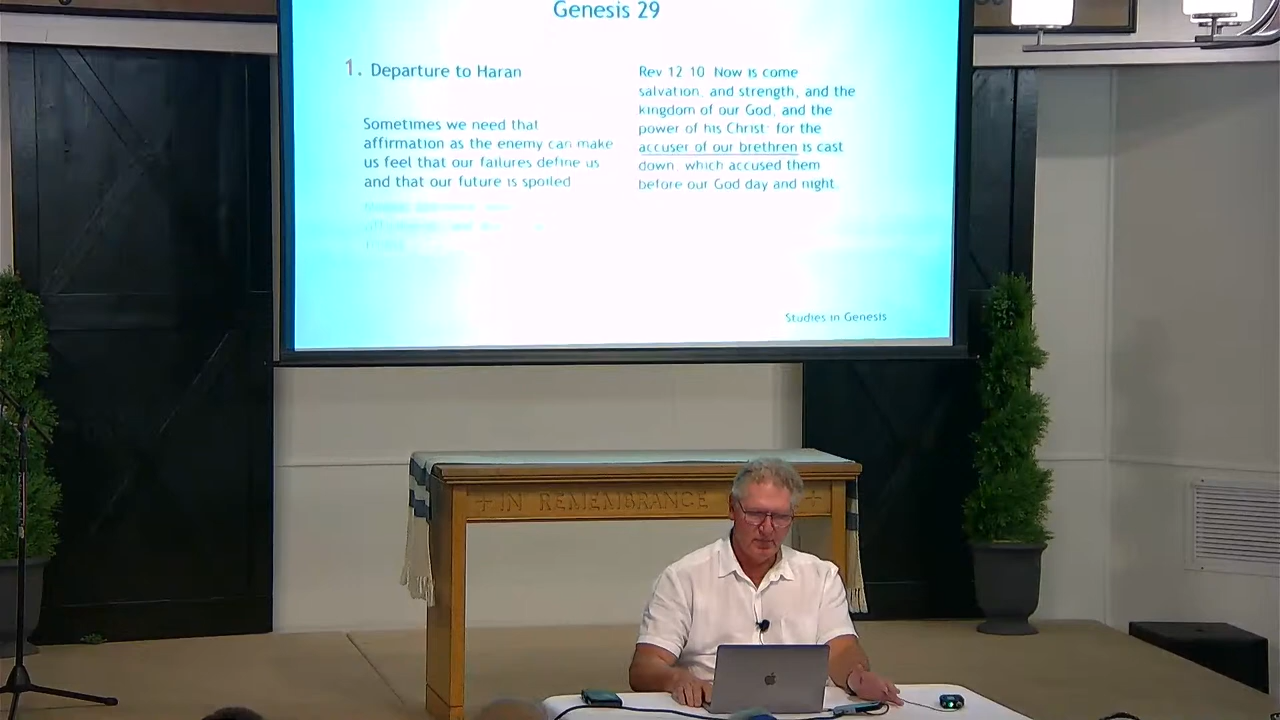 Genesis 29
1. Departure to Haran
Sometimes we need that
affirmation as the enemy can make
us feel that our failures define us
and that our future is spoiled
Rev 12 10 Now is come
salvation, and strength, and the
kingdom of our God, and the
power of his Christ: for the
accuser of our brethren is cast
down, which accused them
before our God day and night.
Studies in Genesis
IN REMEMBRANCE